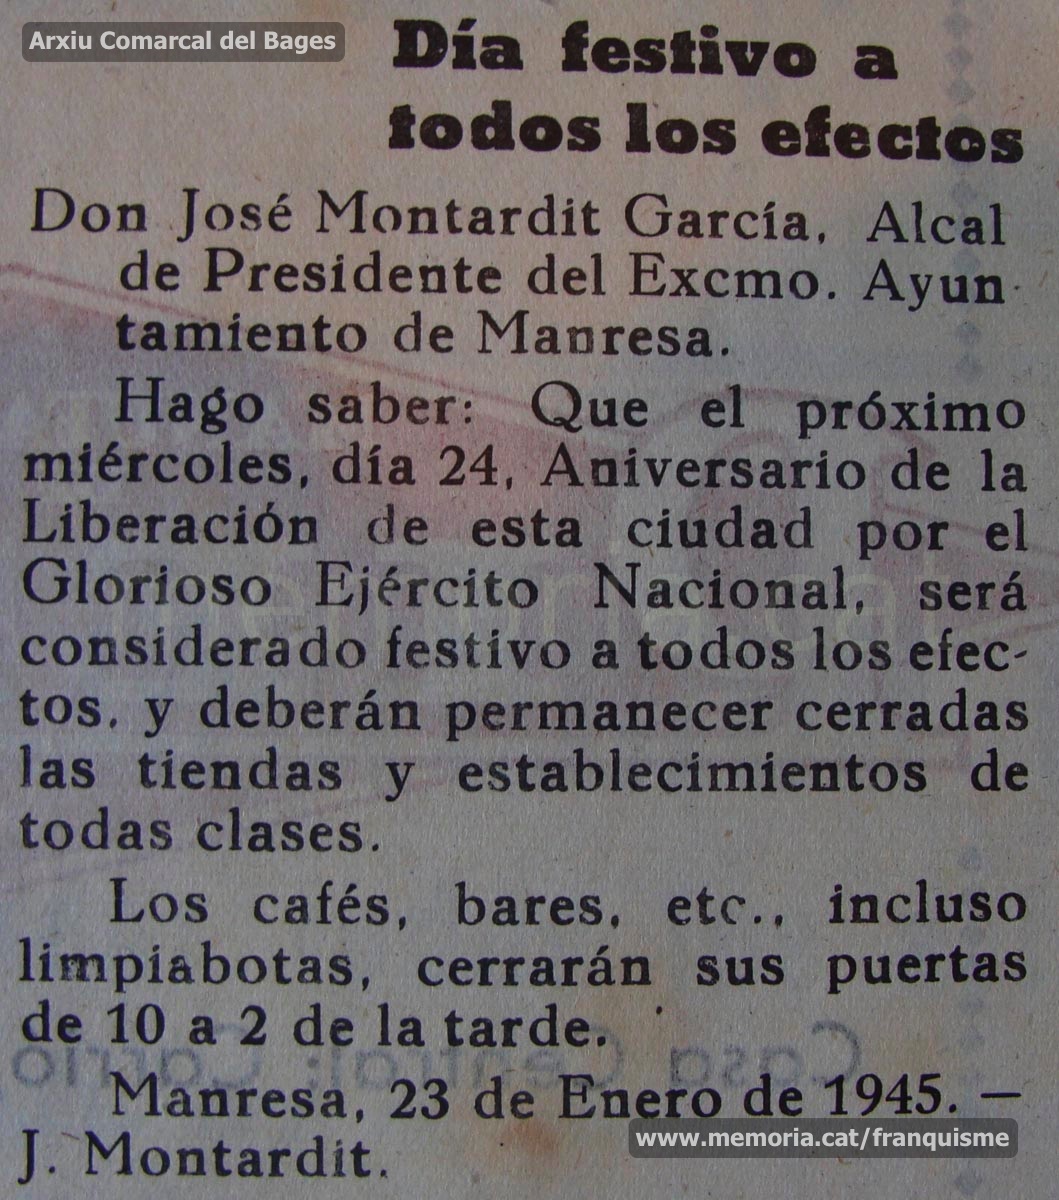 Arxiu Comarcal del Bages
Día festivo a
todos los efectos
Don José Montardit García, Alcal
de Presidente del Excmo. Ayun-
tamiento de Manresa.
Hago saber: Que el próximo
miércoles, día 24, Aniversario de la
Liberación de esta ciudad por el
Glorioso Ejército Nacional, será
considerado festivo a todos los efec-
tos, y deberán permanecer cerradas
las tiendas y establecimientos de
todas clases.
Los cafés, bares, etc., incluso
limpiabotas, cerrarán sus puertas
de 10 a 2 de la tarde.
Manresa, 23 de Enero de 1945. —
J. Montardit.
www.memoria.cat/franquisme